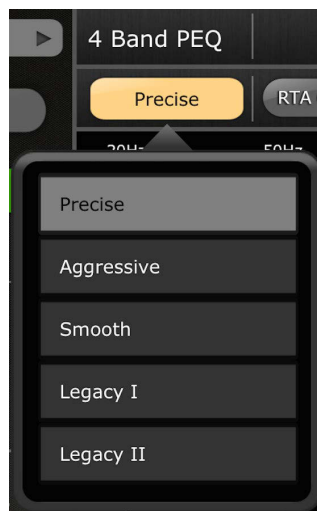 4 Band PEQ
Precise
RTA
20Hz 50Hz
Precise
Aggressive
Smooth
Legacy I
Legacy II